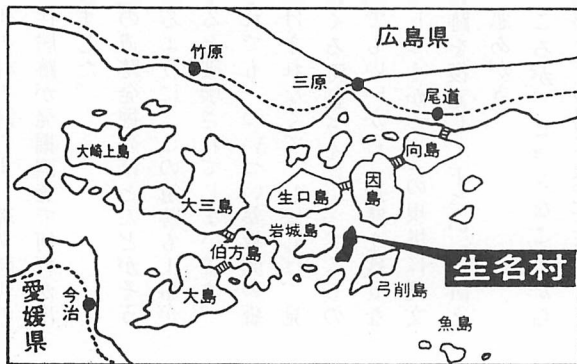 広島県
竹原
三原
尾道
大崎上島
向島
因島
生口島
大三島
岩城島
伯方島
生名村
弓削島
大島
愛媛県
今治
魚島